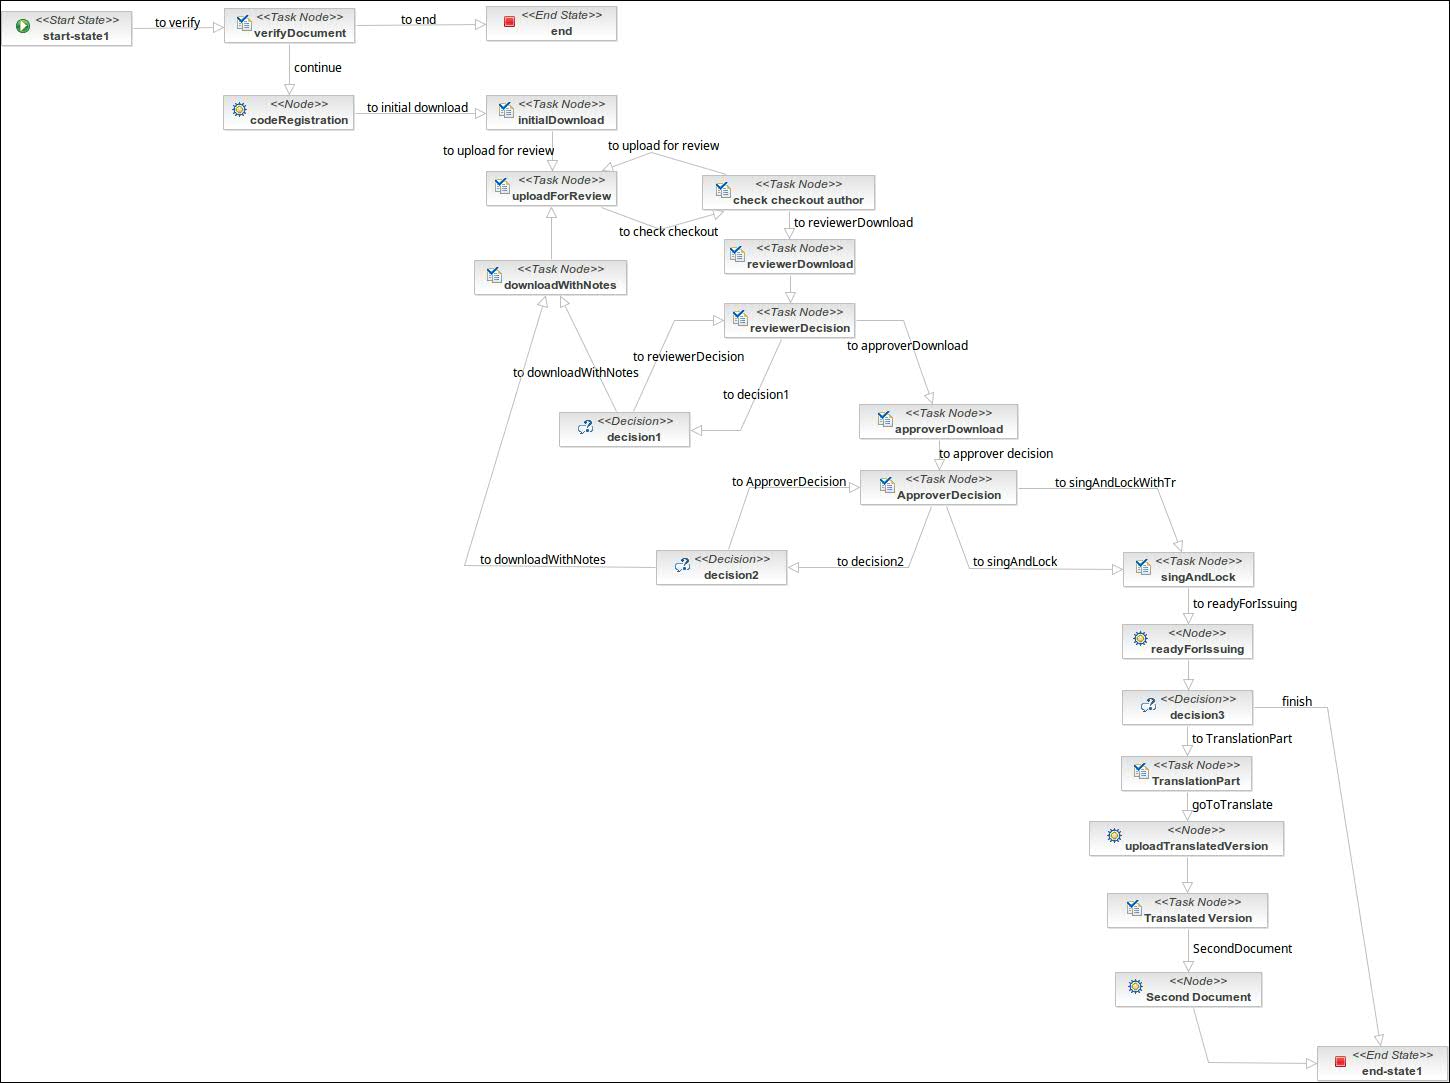 <<Start State>>
start-state1
to verify
<<Task Node>>
verifyDocument
to end
<<End State>>
end
continue
<<Node>>
codeRegistration
to initial download
<<Task Node>>
initialDownload
to upload for review
to upload for review
<<Task Node>>
uploadForReview
<<Task Node>>
check checkout author
to check checkout
to reviewerDownload
<<Task Node>>
reviewerDownload
<<Task Node>>
downloadWithNotes
<<Task Node>>
reviewerDecision
to reviewerDecision
to approverDownload
to downloadWithNotes
to decision1
<<Decision>>
decision1
<<Task Node>>
approverDownload
to approver decision
to ApproverDecision
<<Task Node>>
ApproverDecision
to singAndLockWithTr
to downloadWithNotes
<<Decision>>
decision2
to decision2
to singAndLock
<<Task Node>>
singAndLock
to readyForIssuing
<<Node>>
readyForIssuing
<<Decision>>
decision3
finish
to TranslationPart
<<Task Node>>
TranslationPart
goToTranslate
<<Node>>
uploadTranslatedVersion
<<Task Node>>
Translated Version
SecondDocument
<<Node>>
Second Document
<<End State>>
end-state1